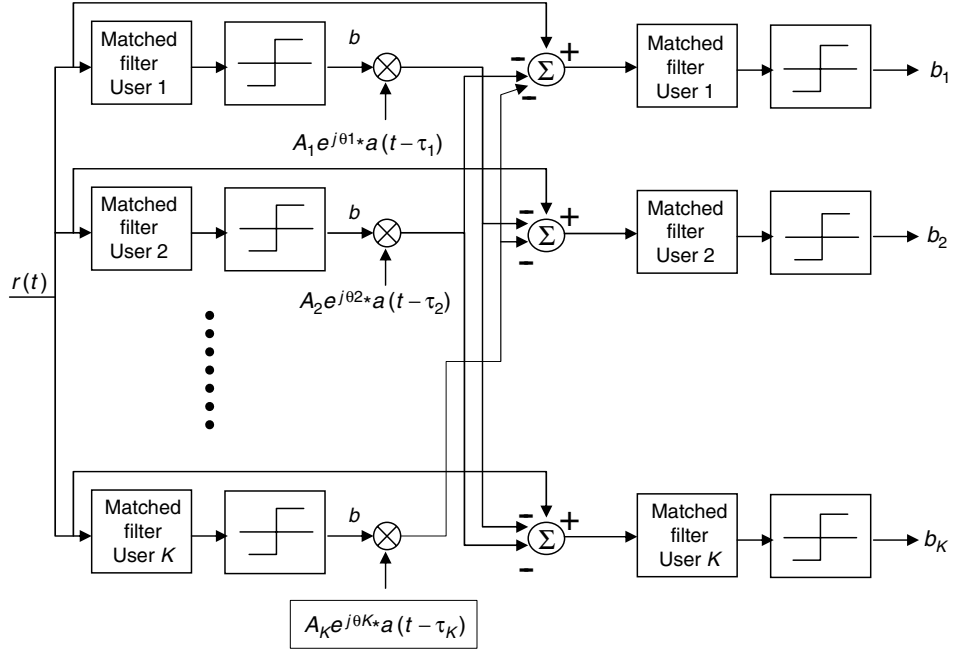 Matched
filter
User 1
b
A₁e^{jθ1}*a(t − τ₁)
−
−
+
Σ
Matched
filter
User 1
b₁
Matched
filter
User 2
b
A₂e^{jθ2}*a(t − τ₂)
−
−
+
Σ
Matched
filter
User 2
b₂
r(t)
Matched
filter
User K
b
A_K e^{jθK}*a(t − τ_K)
−
−
+
Σ
Matched
filter
User K
b_K